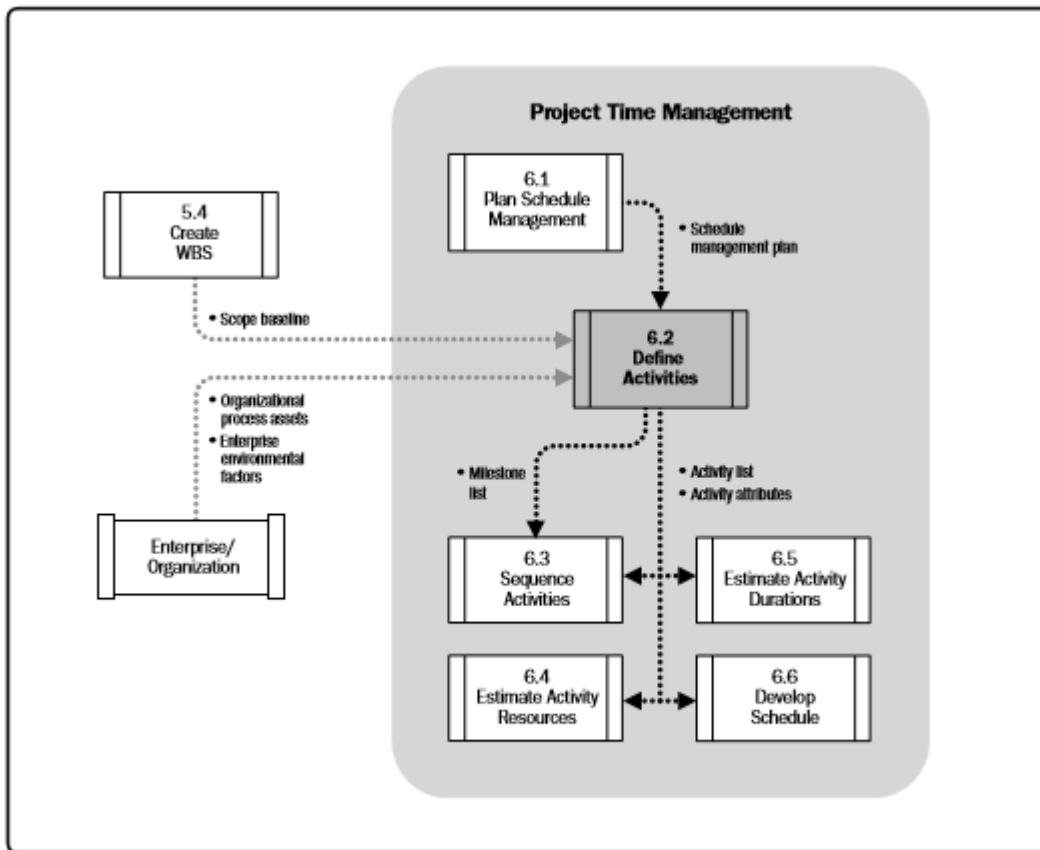 Project Time Management
6.1
Plan Schedule
Management
• Schedule
management plan
5.4
Create
WBS
• Scope baseline
6.2
Define
Activities
• Organizational
process assets
• Enterprise
environmental
factors
• Milestone
list
• Activity list
• Activity attributes
Enterprise/
Organization
6.3
Sequence
Activities
6.5
Estimate Activity
Durations
6.4
Estimate Activity
Resources
6.6
Develop
Schedule